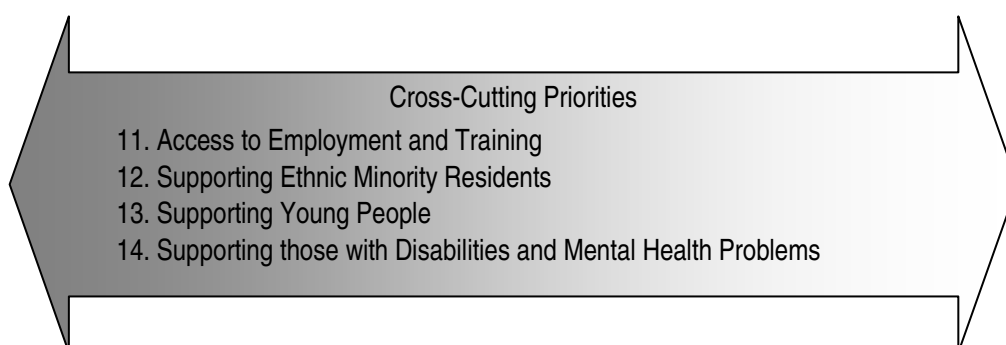 Cross-Cutting Priorities
11. Access to Employment and Training
12. Supporting Ethnic Minority Residents
13. Supporting Young People
14. Supporting those with Disabilities and Mental Health Problems